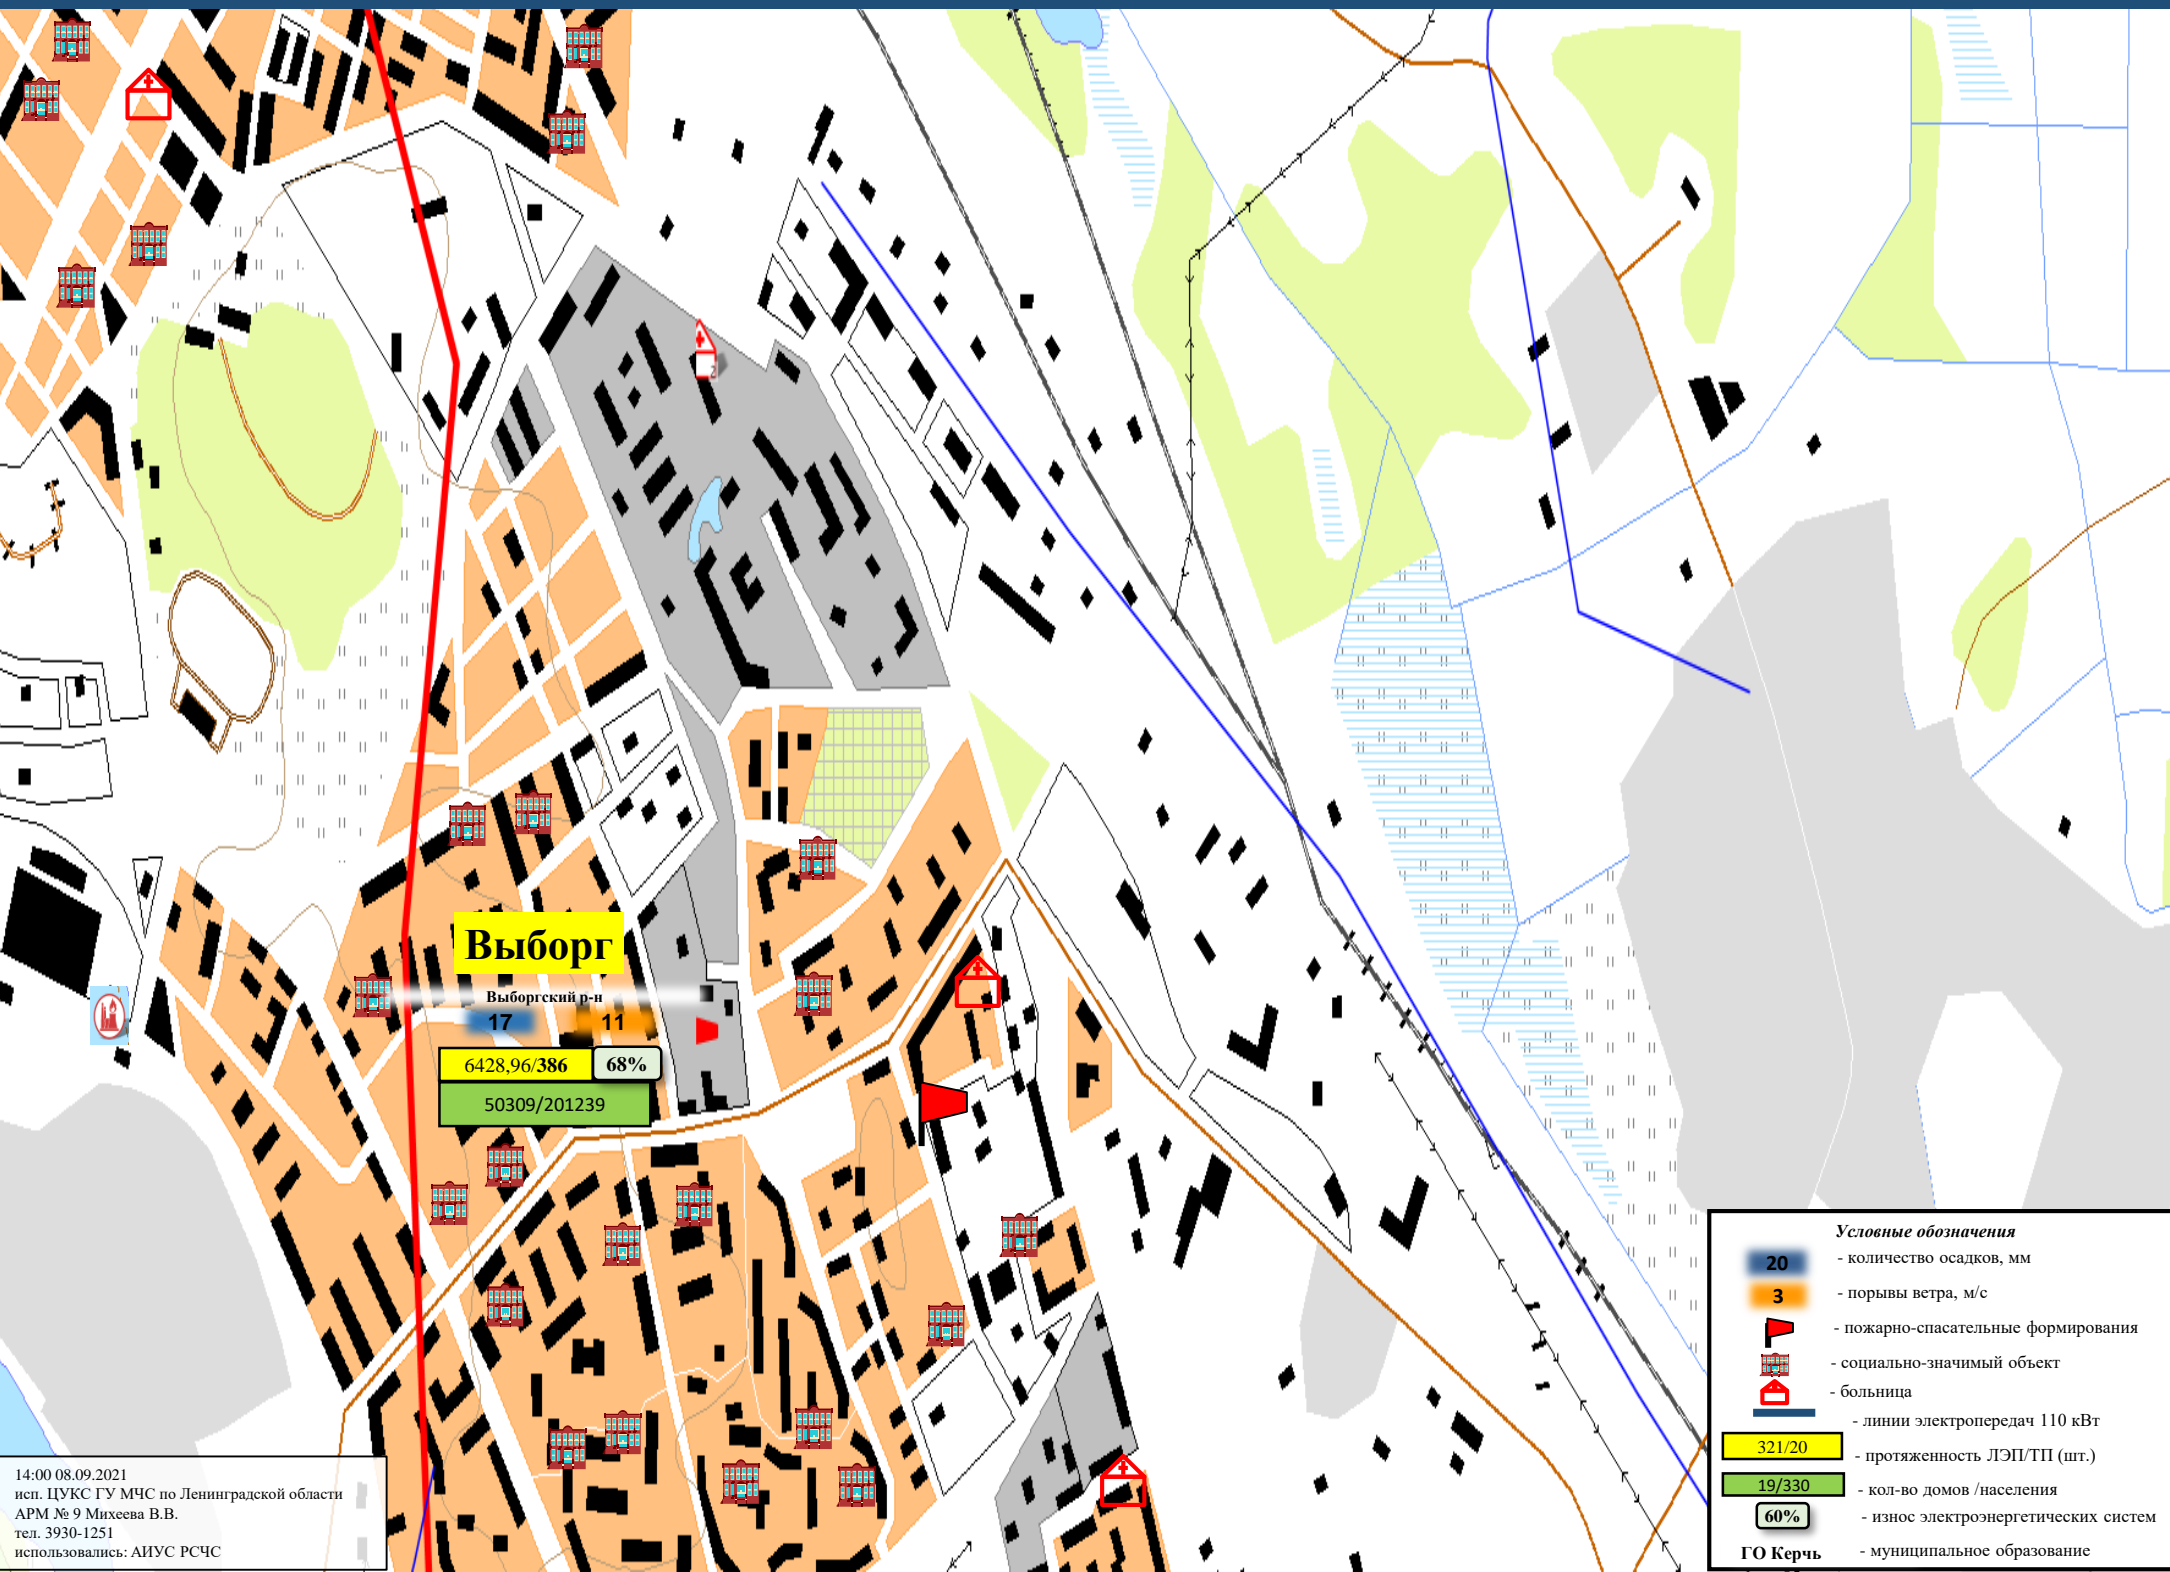 2
Выборг
Выборгский р-н
17 11
6428,96/386 68%
50309/201239
Условные обозначения
20 - количество осадков, мм
3 - порывы ветра, м/с
- пожарно-спасательные формирования
- социально-значимый объект
- больница
- линии электропередач 110 кВт
321/20 - протяженность ЛЭП/ТП (шт.)
19/330 - кол-во домов /населения
60% - износ электроэнергетических систем
ГО Керчь - муниципальное образование
14:00 08.09.2021
исп. ЦУКС ГУ МЧС по Ленинградской области
АРМ № 9 Михеева В.В.
тел. 3930-1251
использовались: АИУС РСЧС